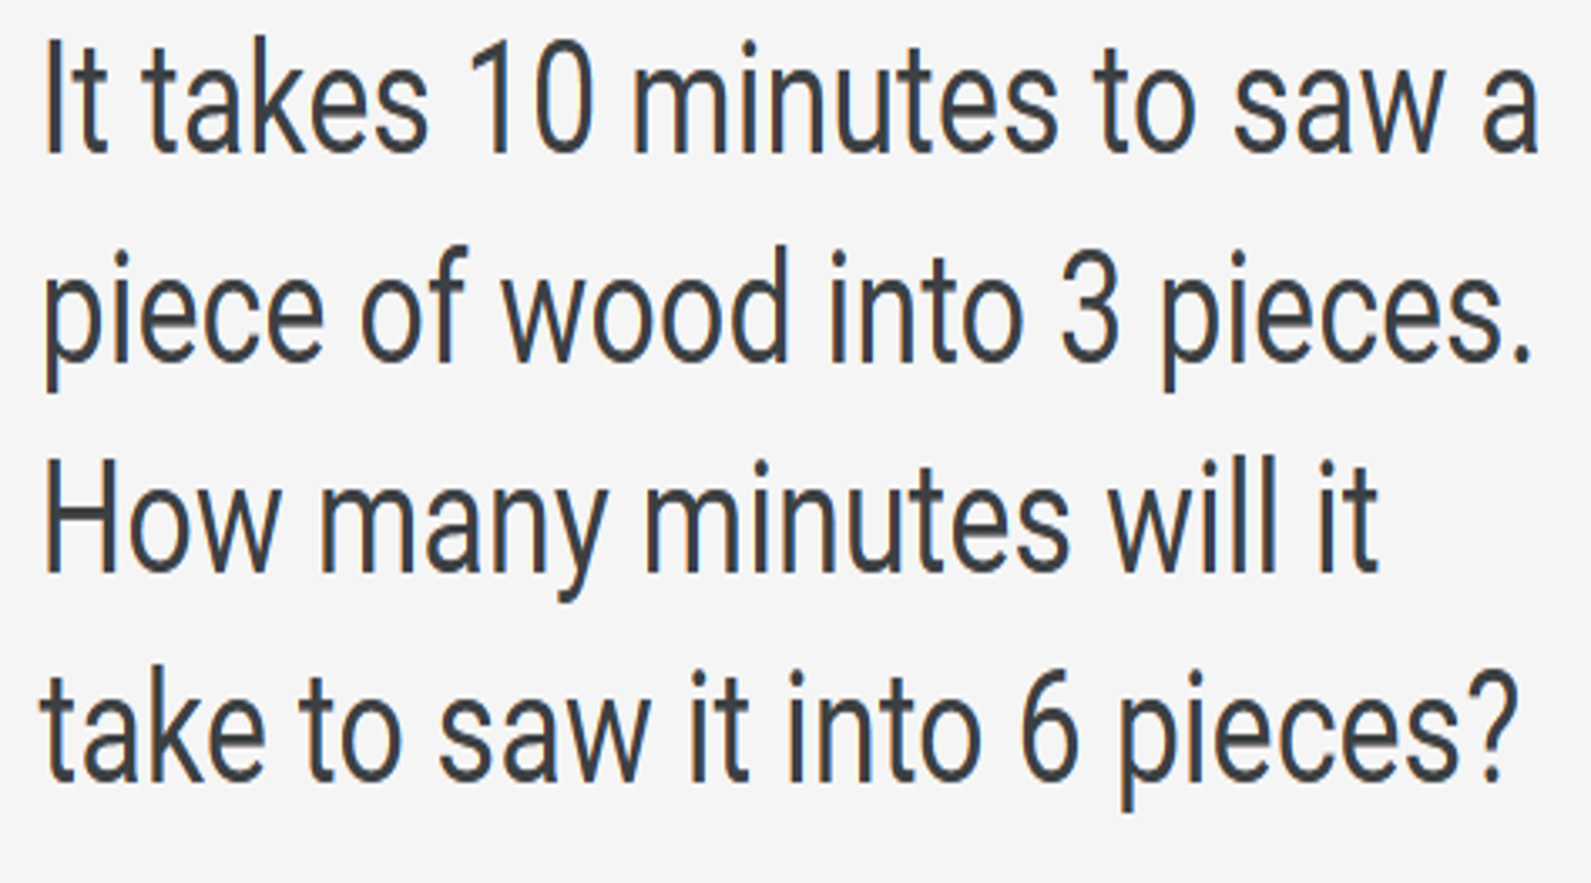 It takes 10 minutes to saw a
piece of wood into 3 pieces.
How many minutes will it
take to saw it into 6 pieces?